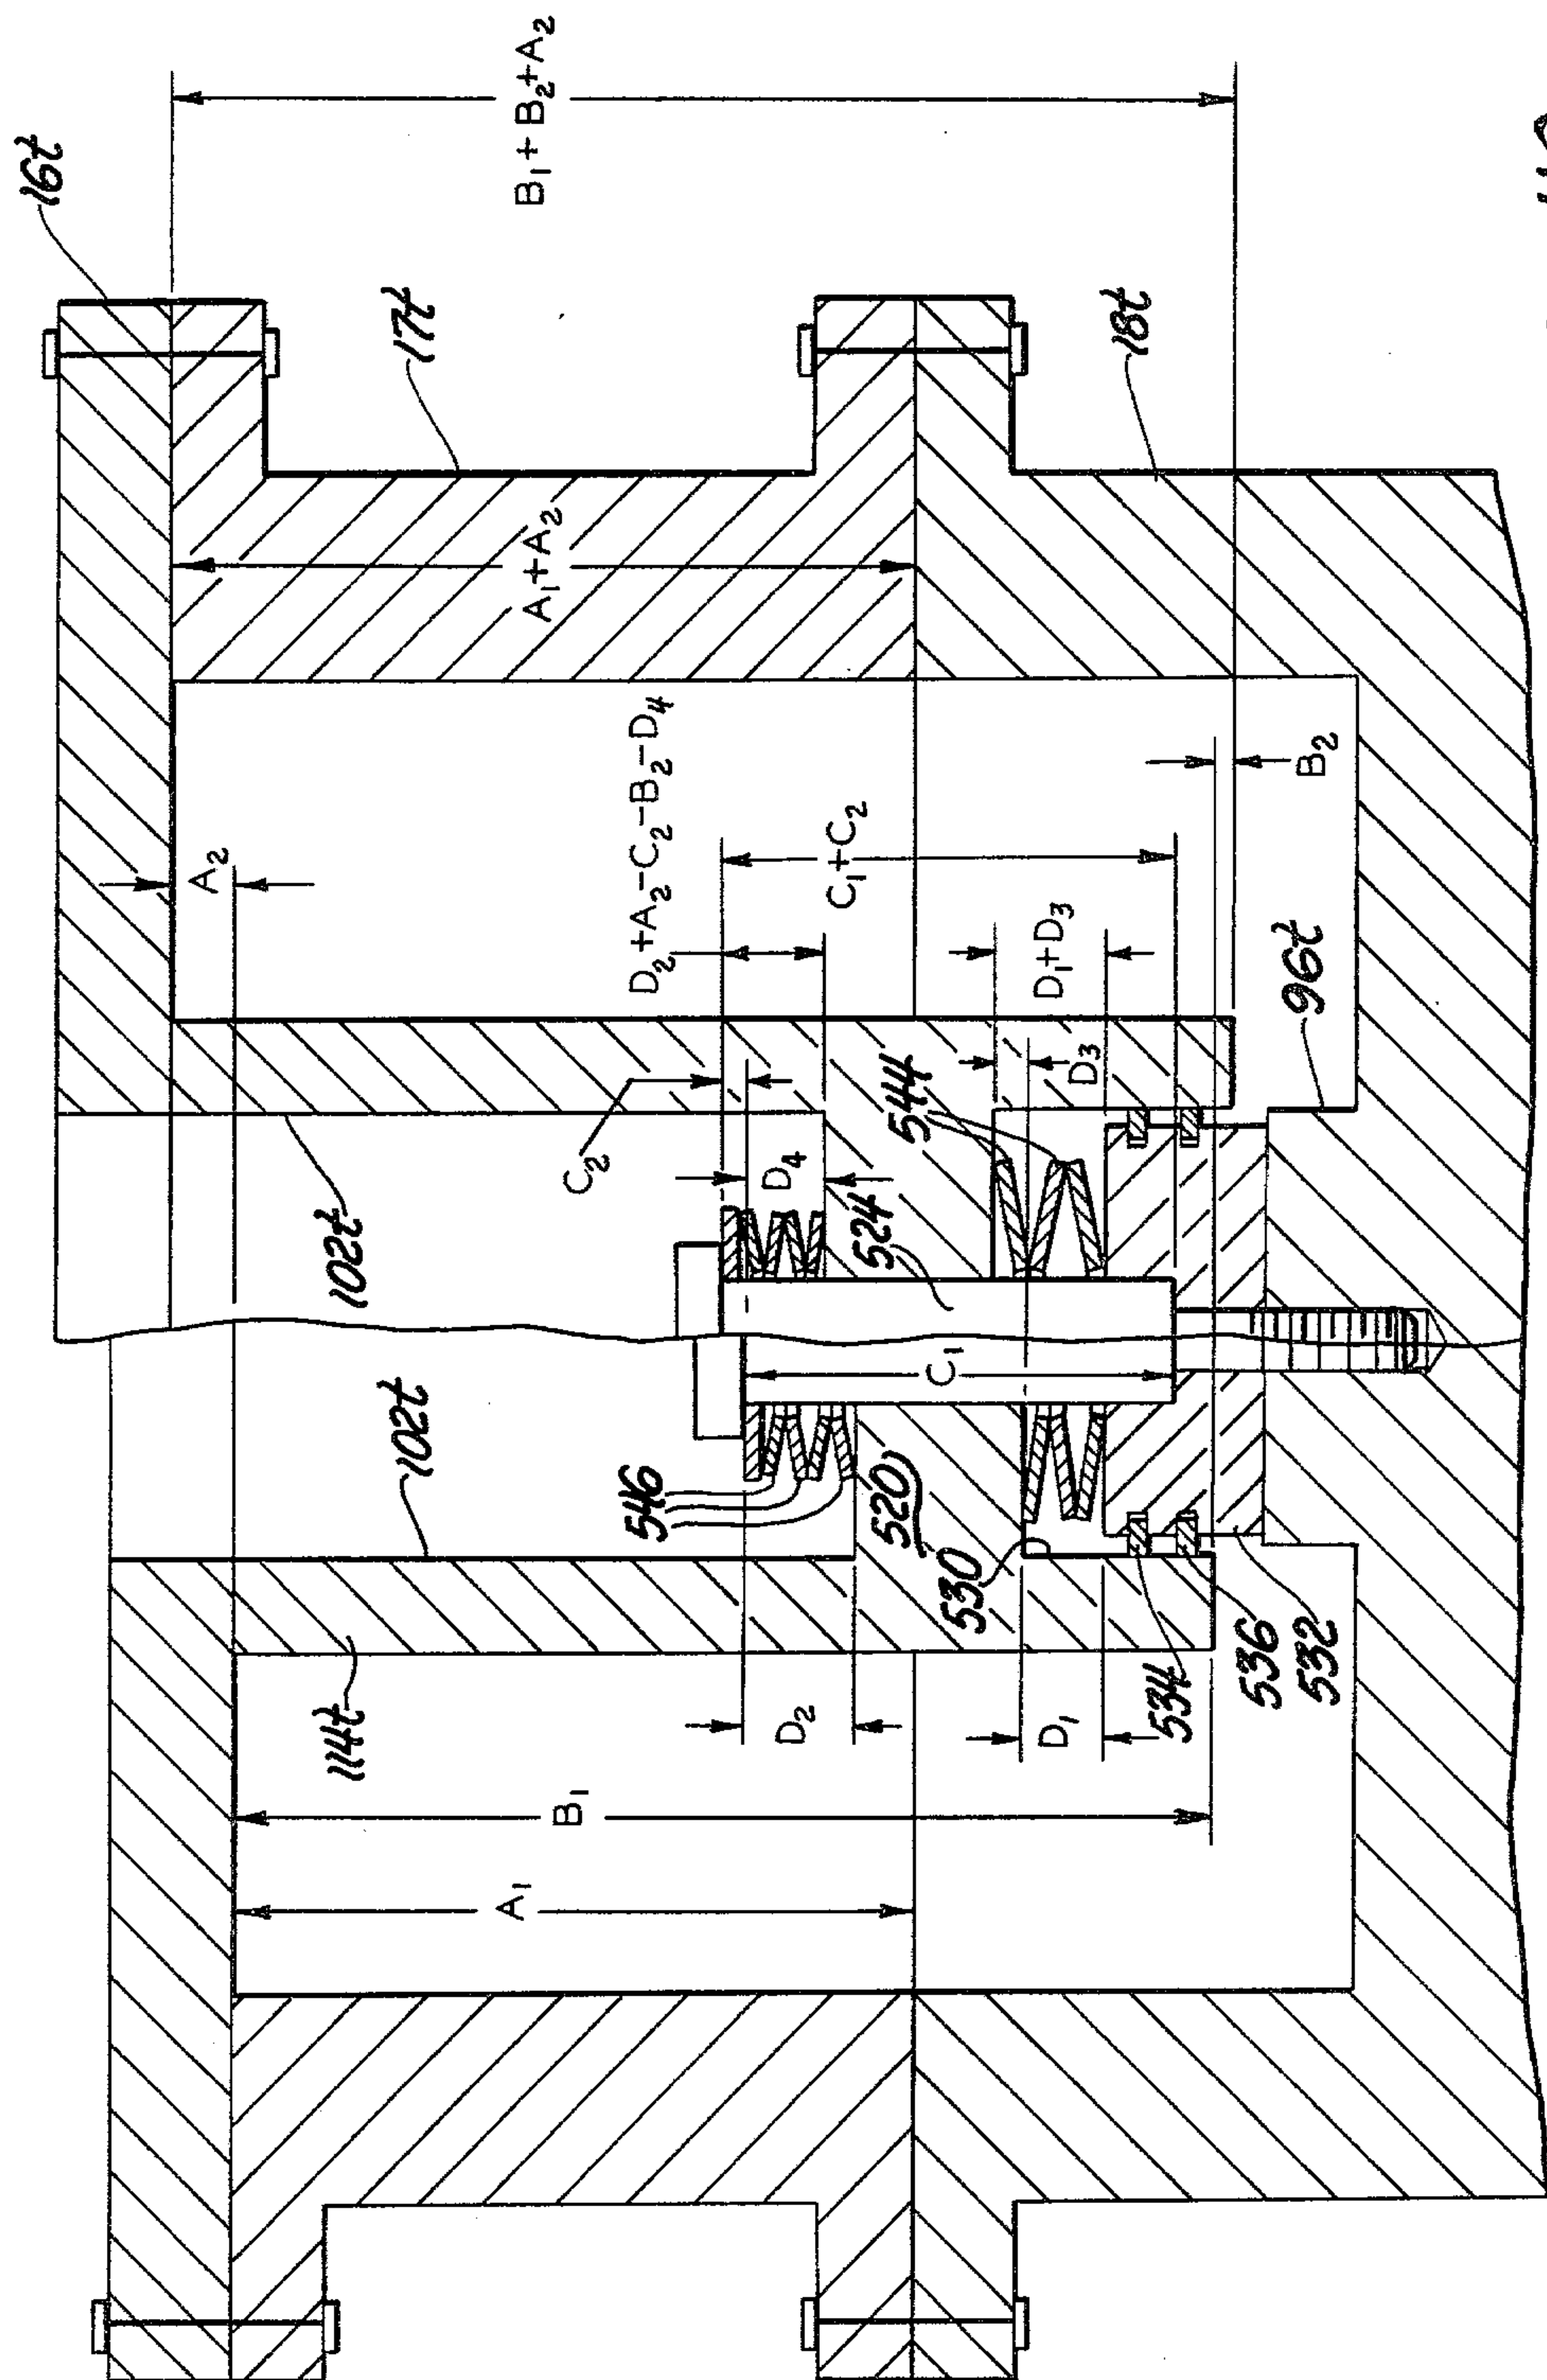 16t
B₁+B₂+A₂
17t
A₁+A₂
18t
A₂
D₂+A₂-C₂-B₂-D₄
C₁+C₂
D₁+D₃
B₂
96t
102t
C₂
D₄
544
D₃
524
102t
C₁
546
520
530
114t
D₂
D₁
534
536
532
B₁
A₁